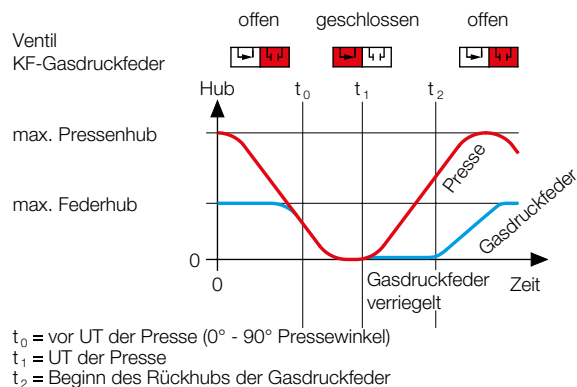 offen geschlossen offen
Ventil
KF-Gasdruckfeder
Hub t0 t1 t2
max. Pressenhub
Presse
max. Federhub
Gasdruckfeder
0
0 Gasdruckfeder Zeit
verriegelt
t0 = vor UT der Presse (0° - 90° Pressewinkel)
t1 = UT der Presse
t2 = Beginn des Rückhubs der Gasdruckfeder